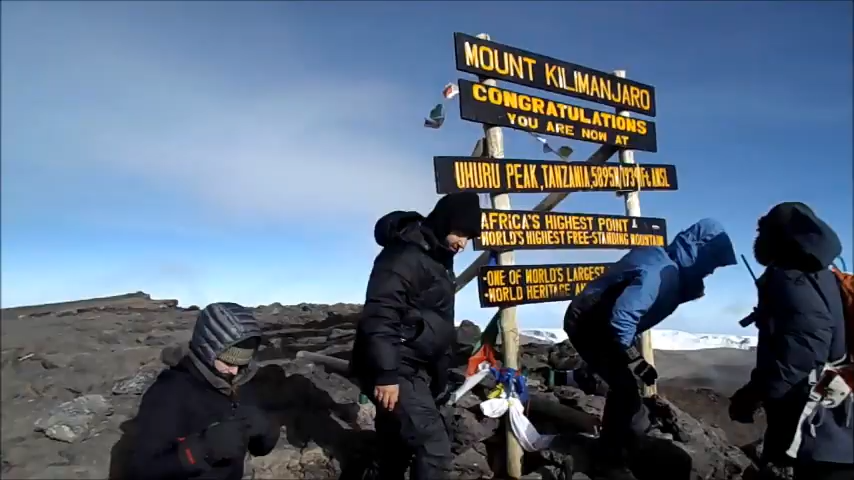 MOUNT KILIMANJARO
CONGRATULATIONS
YOU ARE NOW AT
UHURU PEAK, TANZANIA, 5895M/19341Ft. AMSL
AFRICA'S HIGHEST POINT
WORLD'S HIGHEST FREE-STANDING MOUNTAIN
-ONE OF WORLD'S LARGEST
WORLD HERITAGE